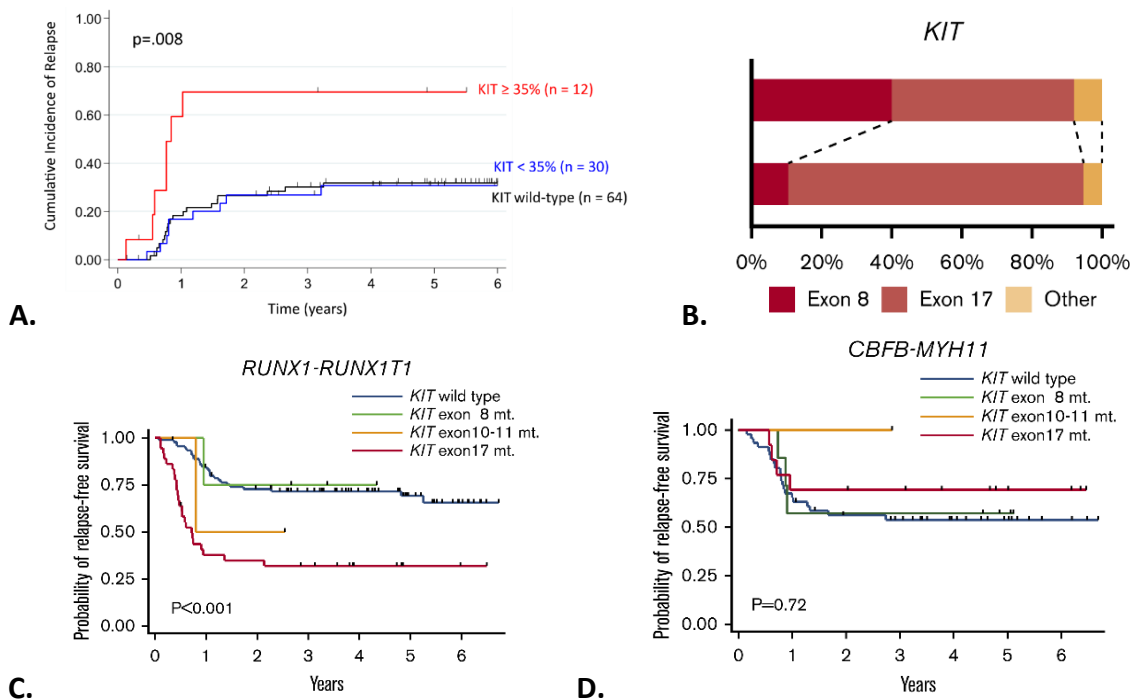 1.00
0.80
0.60
0.40
0.20
0.00
Cumulative Incidence of Relapse
p=.008
KIT ≥ 35% (n = 12)
KIT < 35% (n = 30)
KIT wild-type (n = 64)
0 1 2 3 4 5 6
Time (years)
A.
KIT
0% 20% 40% 60% 80% 100%
Exon 8 Exon 17 Other
B.
RUNX1-RUNX1T1
KIT wild type
KIT exon 8 mt.
KIT exon10-11 mt.
KIT exon17 mt.
1.00
0.75
0.50
0.25
0.00
Probability of relapse-free survival
P<0.001
0 1 2 3 4 5 6
Years
C.
CBFB-MYH11
KIT wild type
KIT exon 8 mt.
KIT exon10-11 mt.
KIT exon17 mt.
1.00
0.75
0.50
0.25
0.00
Probability of relapse-free survival
P=0.72
0 1 2 3 4 5 6
Years
D.